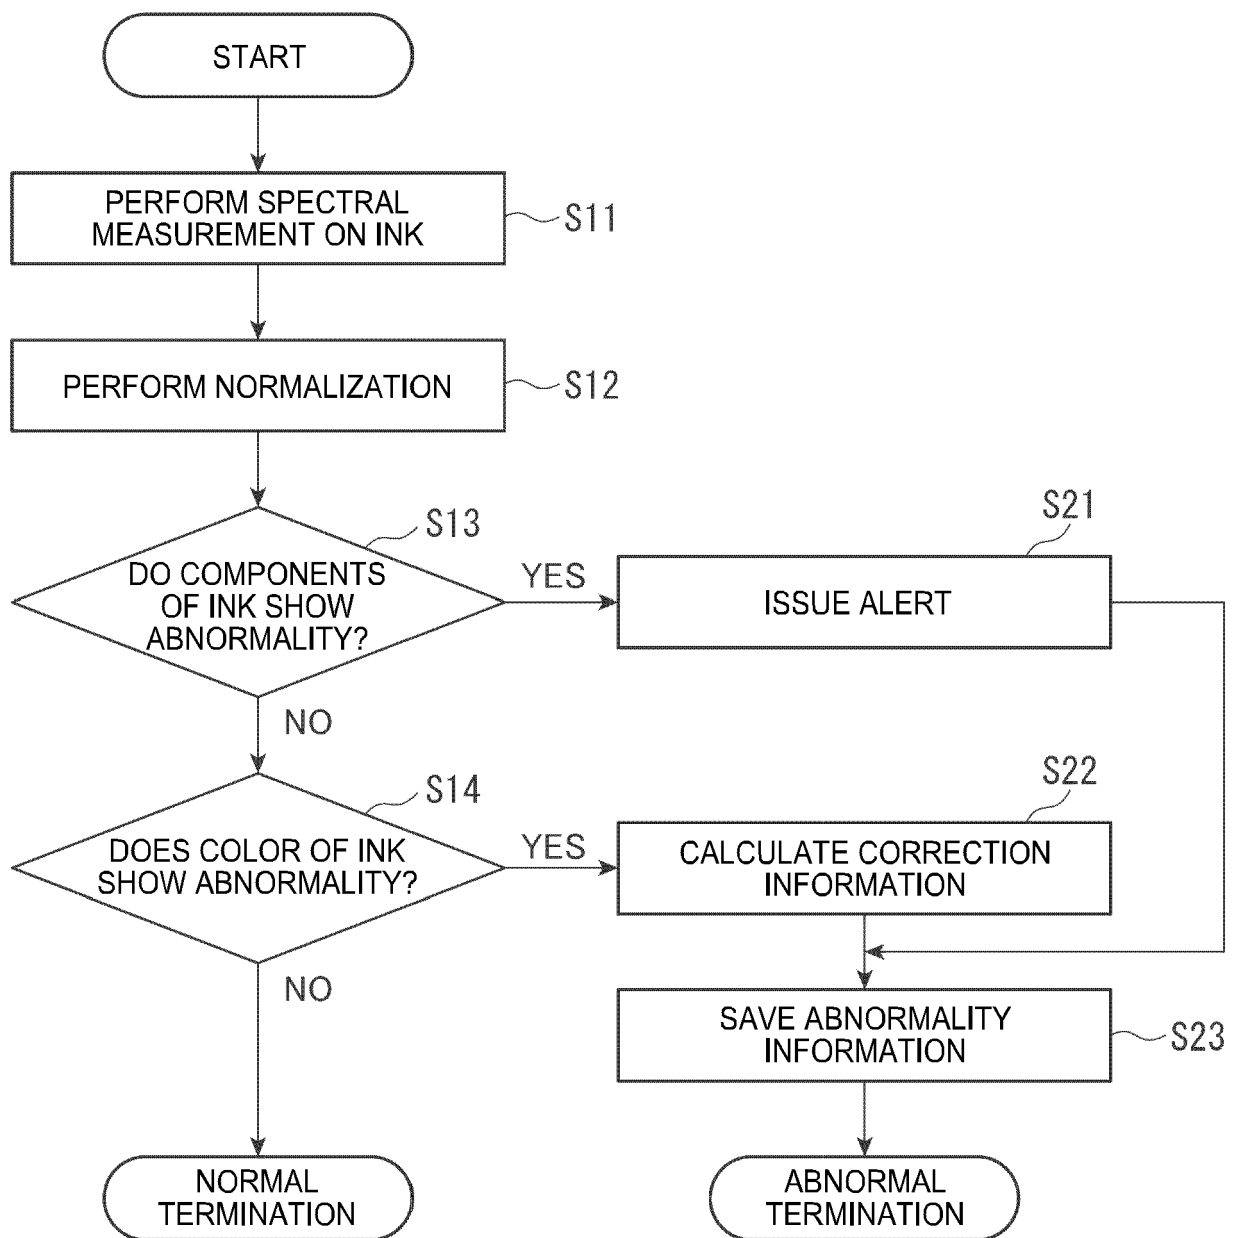 START
PERFORM SPECTRAL
MEASUREMENT ON INK
S11
PERFORM NORMALIZATION
S12
S13
DO COMPONENTS
OF INK SHOW
ABNORMALITY?
YES
S21
ISSUE ALERT
NO
S14
DOES COLOR OF INK
SHOW ABNORMALITY?
YES
S22
CALCULATE CORRECTION
INFORMATION
NO
SAVE ABNORMALITY
INFORMATION
S23
NORMAL
TERMINATION
ABNORMAL
TERMINATION